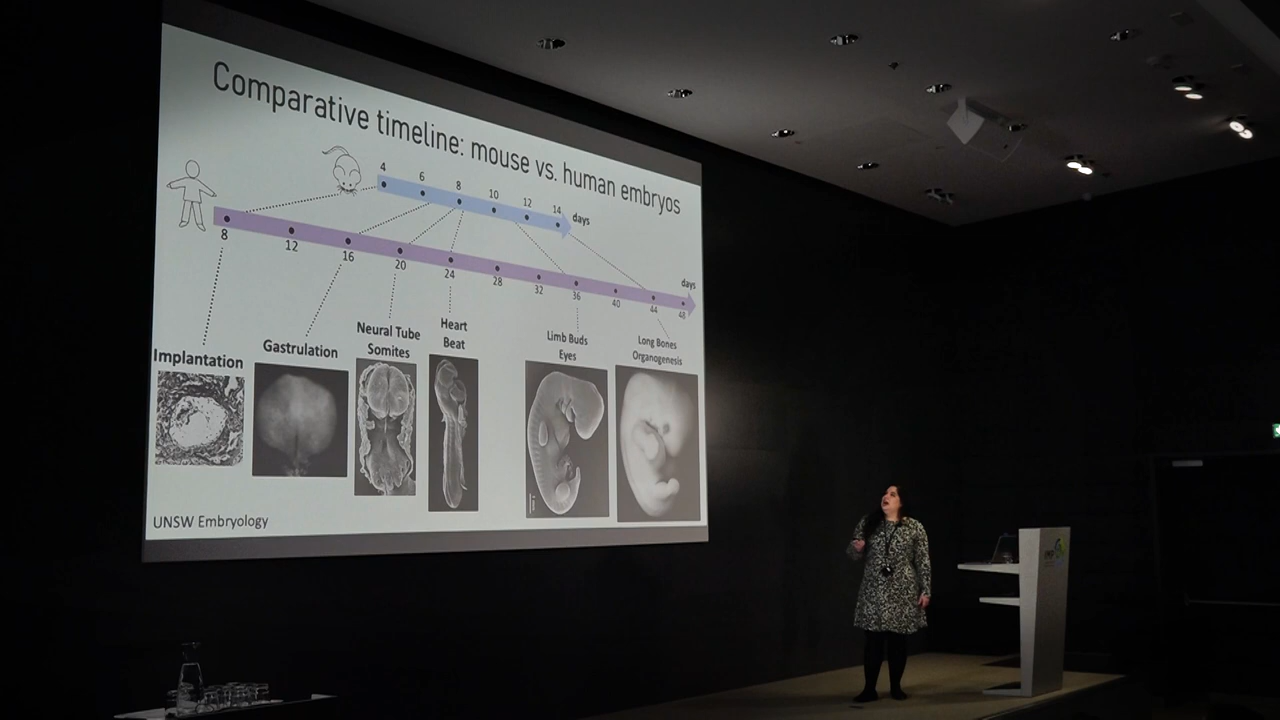 Comparative timeline: mouse vs. human embryos
4 6 8 10 12 14 days
8 12 16 20 24 28 32 36 40 44 48 days
Implantation
Gastrulation
Neural Tube
Somites
Heart
Beat
Limb Buds
Eyes
Long Bones
Organogenesis
UNSW Embryology